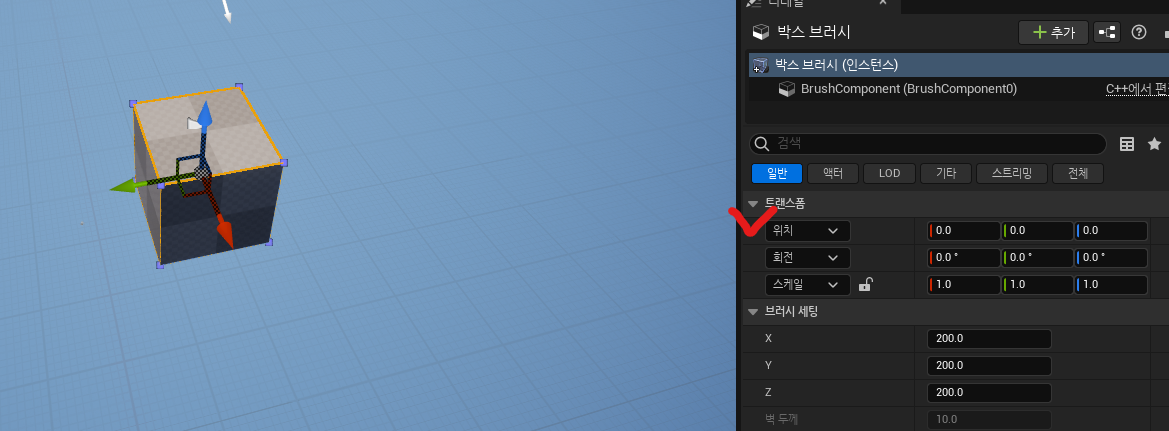 디테일
박스 브러시
추가
박스 브러시 (인스턴스)
BrushComponent (BrushComponent0)
C++에서 편
검색
일반
액터
LOD
기타
스트리밍
전체
트랜스폼
위치
0.0
0.0
0.0
회전
0.0 °
0.0 °
0.0 °
스케일
1.0
1.0
1.0
브러시 세팅
X
200.0
Y
200.0
Z
200.0
벽 두께
10.0